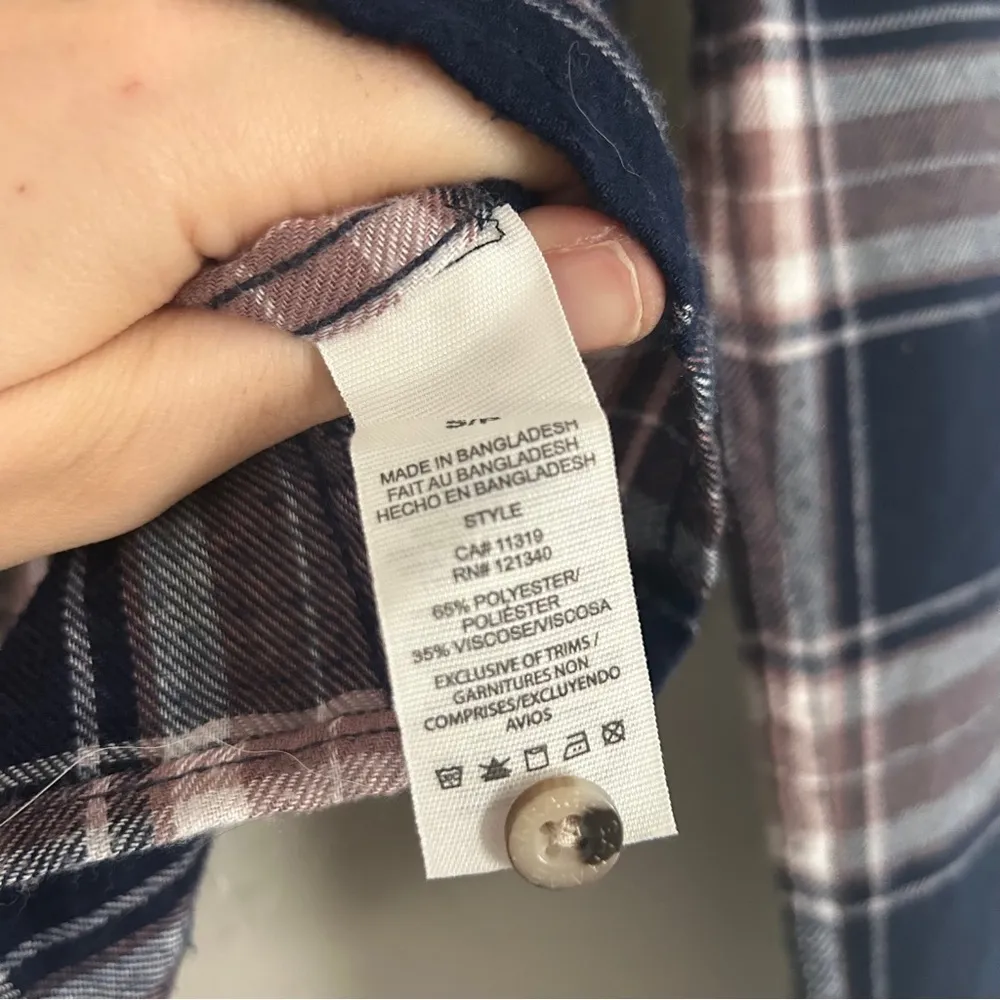 MADE IN BANGLADESH
FAIT AU BANGLADESH
HECHO EN BANGLADESH
STYLE
CA# 11319
RN# 121340
65% POLYESTER/
POLIÉSTER
35% VISCOSE/VISCOSA
EXCLUSIVE OF TRIMS /
GARNITURES NON
COMPRISES/EXCLUYENDO
AVIOS